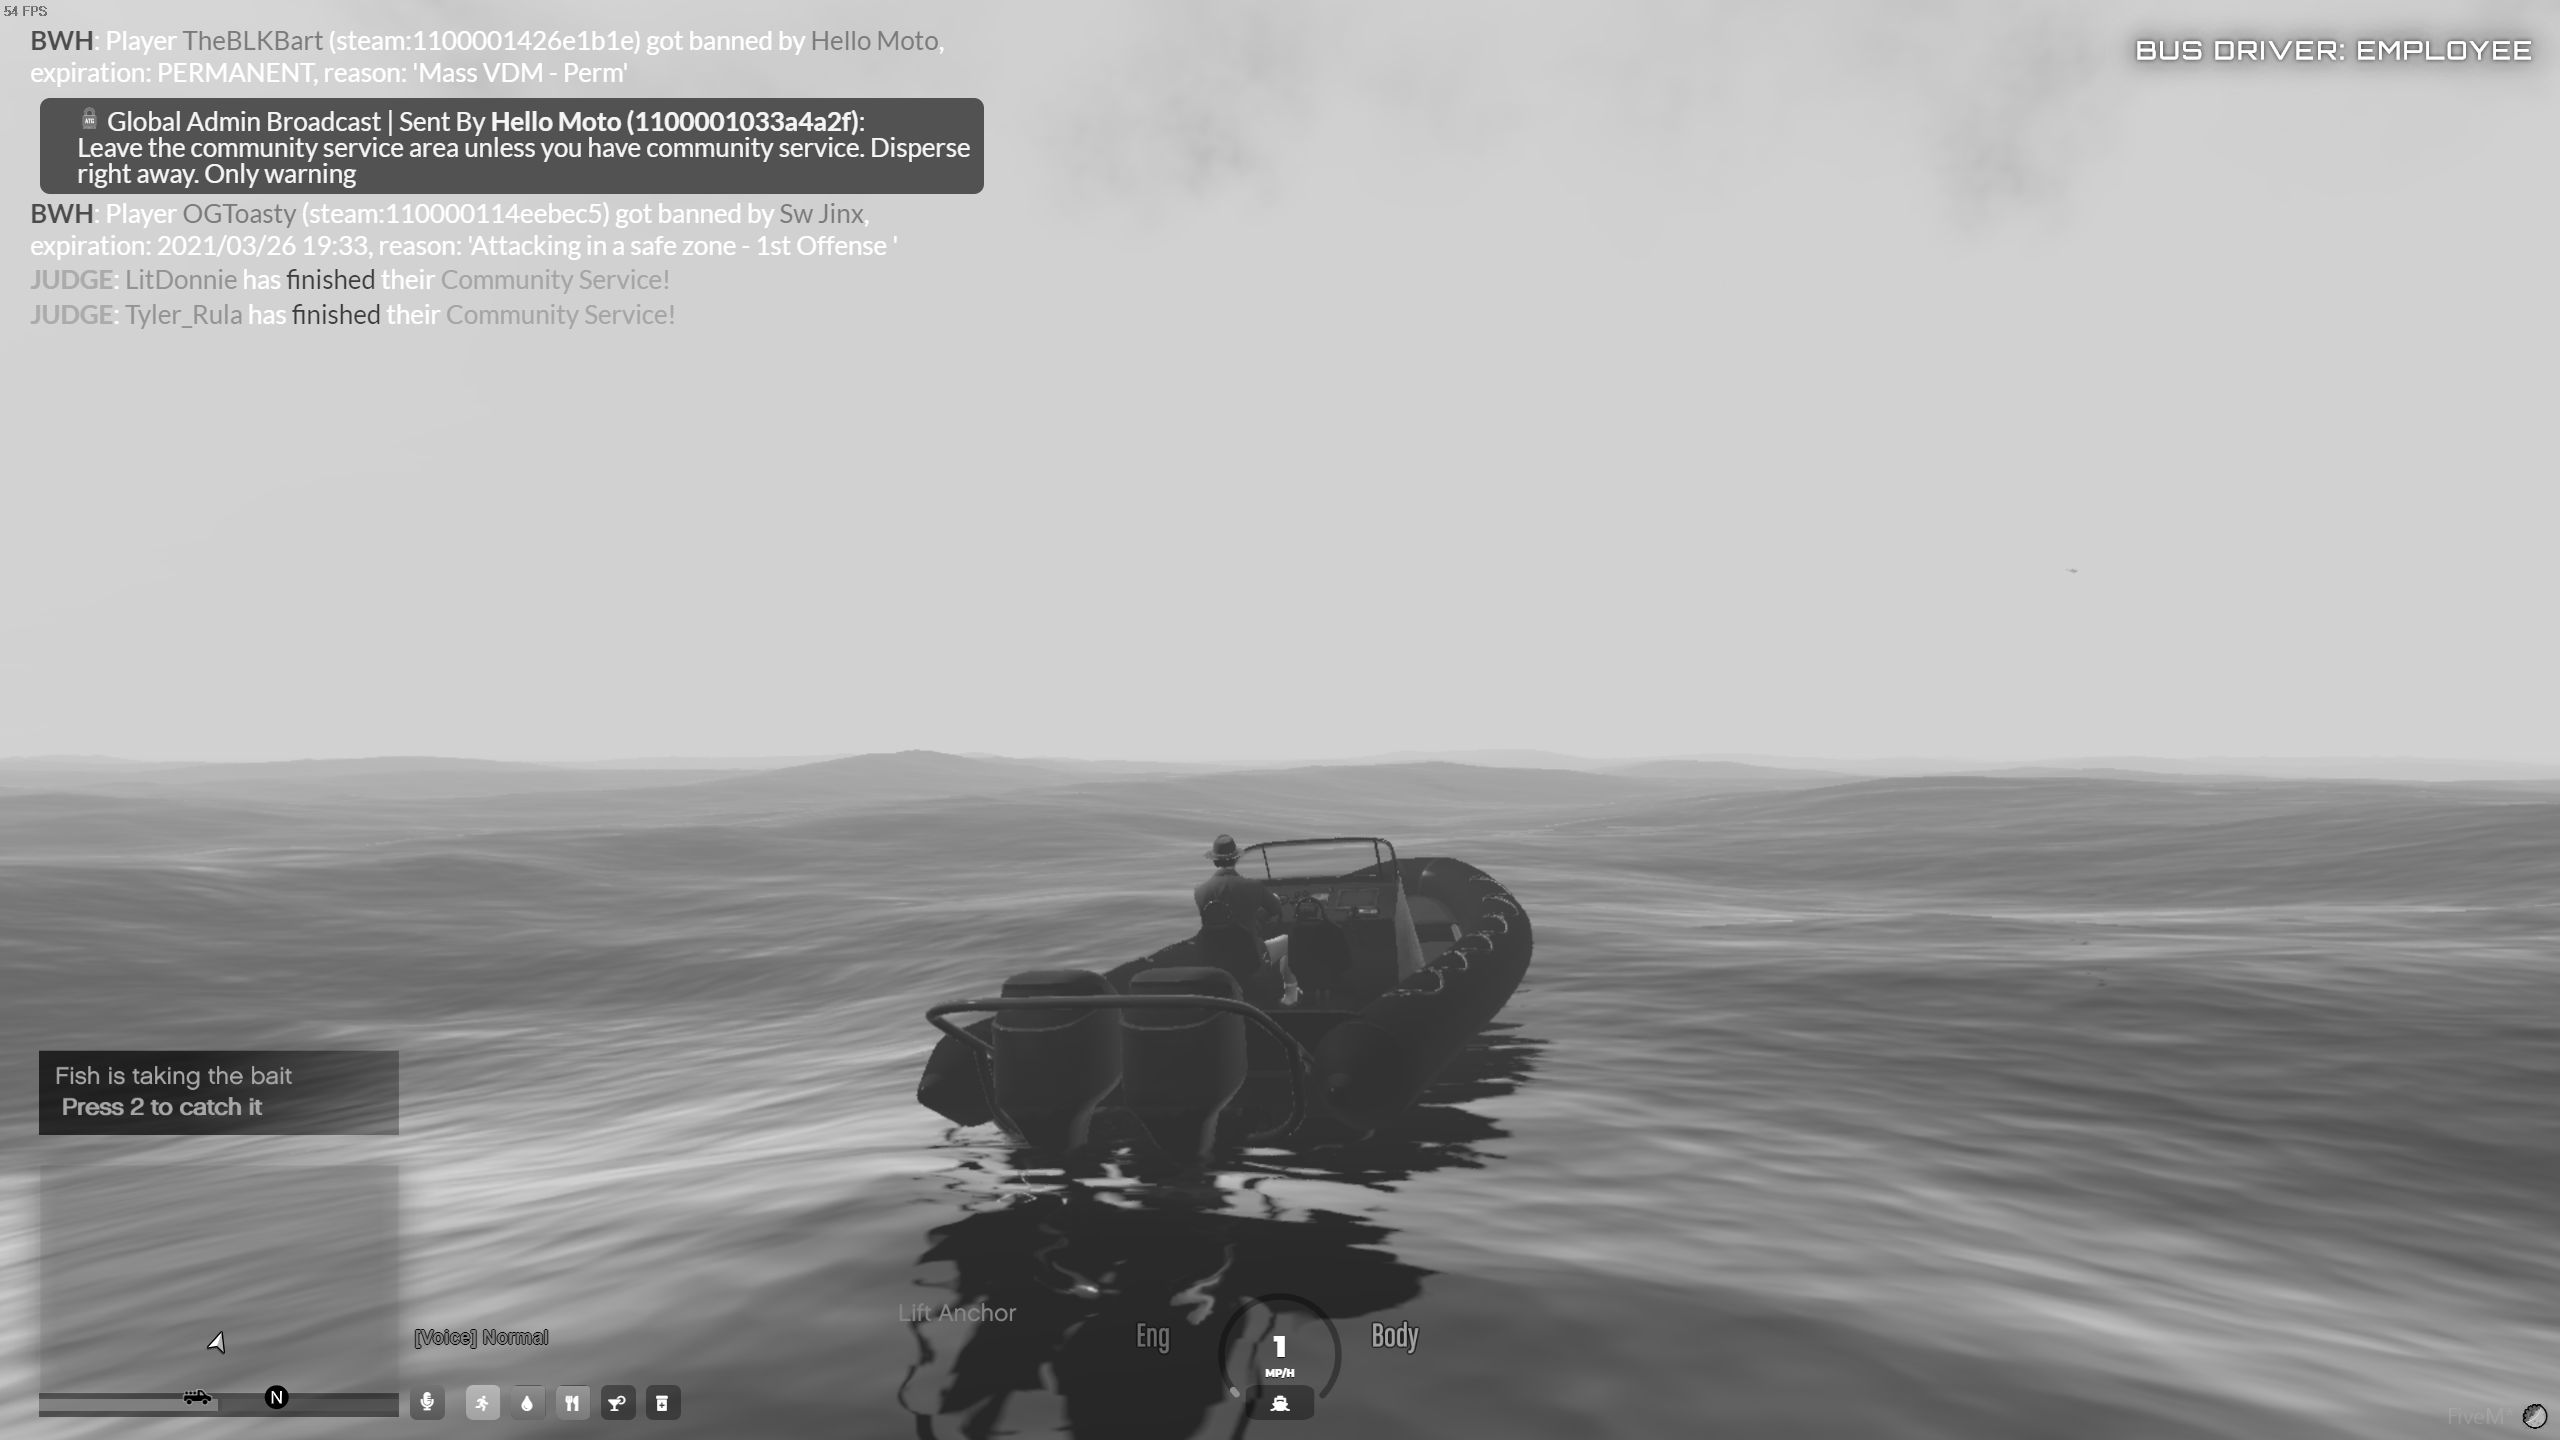 54 FPS
BWH: Player TheBLKBart (steam:1100001426e1b1e) got banned by Hello Moto,
expiration: PERMANENT, reason: 'Mass VDM - Perm'
BUS DRIVER: EMPLOYEE
Global Admin Broadcast | Sent By Hello Moto (1100001033a4a2f):
Leave the community service area unless you have community service. Disperse
right away. Only warning
BWH: Player OGToasty (steam:110000114eebec5) got banned by Sw Jinx,
expiration: 2021/03/26 19:33, reason: 'Attacking in a safe zone - 1st Offense '
JUDGE: LitDonnie has finished their Community Service!
JUDGE: Tyler_Rula has finished their Community Service!
Fish is taking the bait
Press 2 to catch it
Lift Anchor
[Voice] Normal
Eng
1
MP/H
Body
N
FiveM